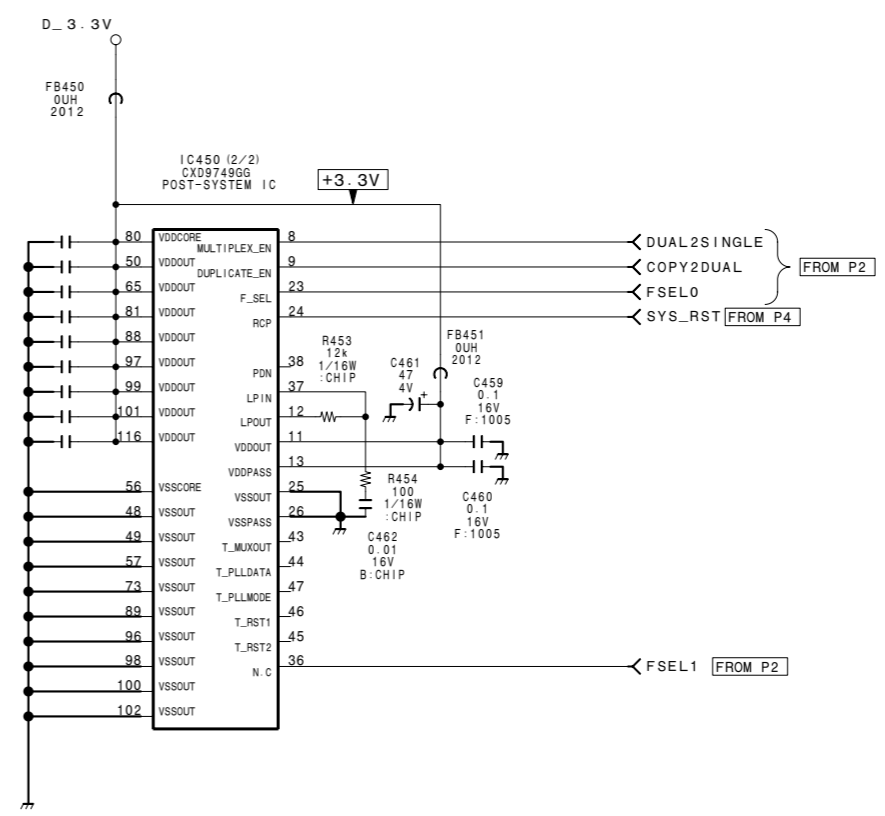 D_3.3V
FB450
0UH
2012
IC450 (2/2)
CXD9749GG
POST-SYSTEM IC
+3.3V
80 VDDCORE
50 VDDOUT
65 VDDOUT
81 VDDOUT
88 VDDOUT
97 VDDOUT
99 VDDOUT
101 VDDOUT
116 VDDOUT
56 VSSCORE
48 VSSOUT
49 VSSOUT
57 VSSOUT
73 VSSOUT
89 VSSOUT
96 VSSOUT
98 VSSOUT
100 VSSOUT
102 VSSOUT
MULTIPLEX_EN 8
DUPLICATE_EN 9
F_SEL 23
RCP 24
PDN 38
LPIN 37
LPOUT 12
VDDOUT 11
VDDPASS 13
VSSOUT 25
VSSPASS 26
T_MUXOUT 43
T_PLLDATA 44
T_PLLMODE 47
T_RST1 46
T_RST2 45
N.C 36
DUAL2SINGLE
COPY2DUAL
FSEL0
FROM P2
SYS_RST FROM P4
R453
12k
1/16W
:CHIP
C461
47
4V
+
FB451
0UH
2012
C459
0.1
16V
F:1005
R454
100
1/16W
:CHIP
C460
0.1
16V
F:1005
C462
0.01
16V
B:CHIP
FSEL1 FROM P2